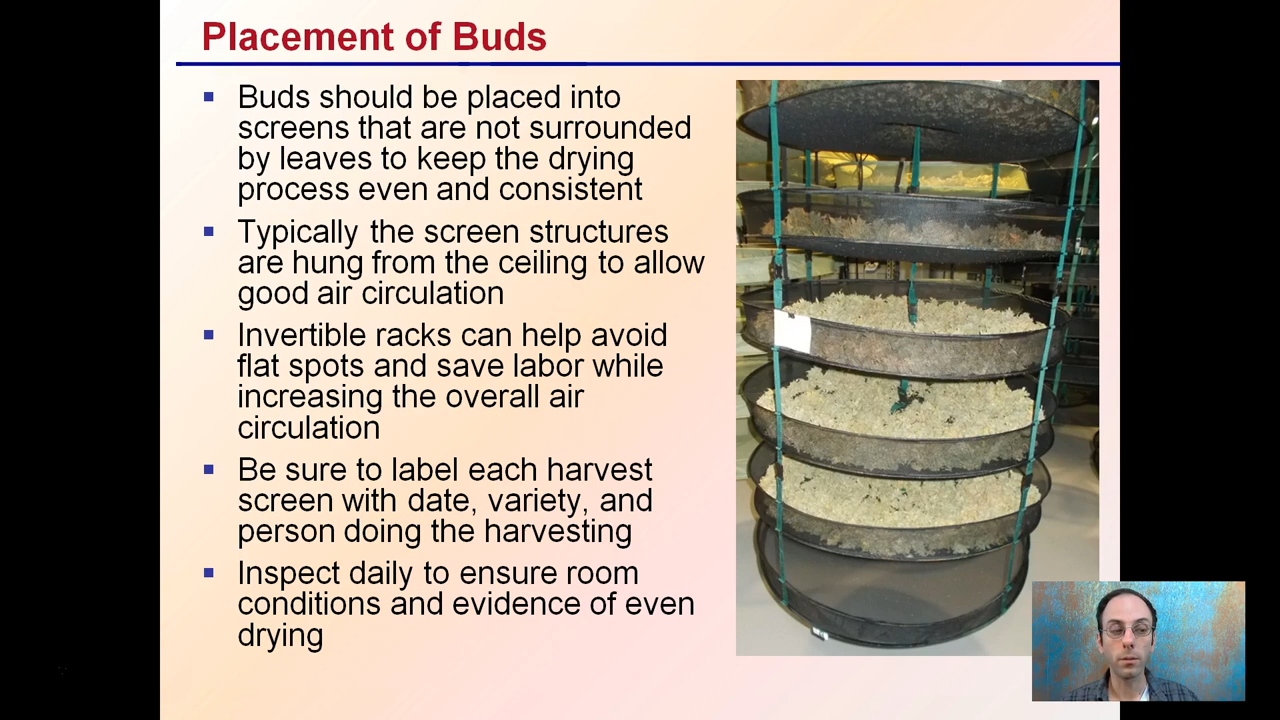 Placement of Buds
Buds should be placed into
screens that are not surrounded
by leaves to keep the drying
process even and consistent
Typically the screen structures
are hung from the ceiling to allow
good air circulation
Invertible racks can help avoid
flat spots and save labor while
increasing the overall air
circulation
Be sure to label each harvest
screen with date, variety, and
person doing the harvesting
Inspect daily to ensure room
conditions and evidence of even
drying